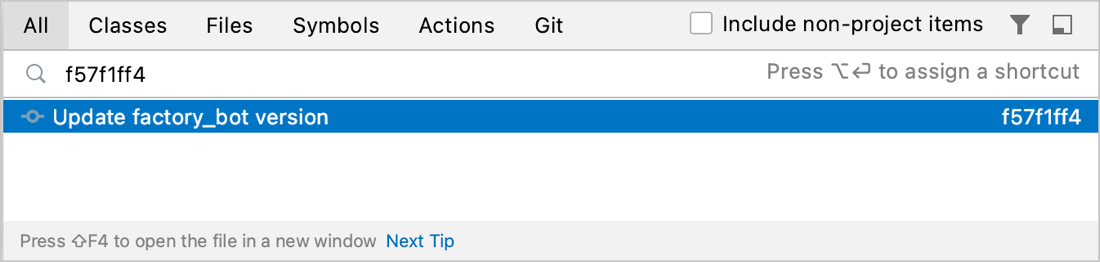 All Classes Files Symbols Actions Git Include non-project items
f57f1ff4 Press ⌥↩ to assign a shortcut
Update factory_bot version f57f1ff4
Press ⇧F4 to open the file in a new window Next Tip